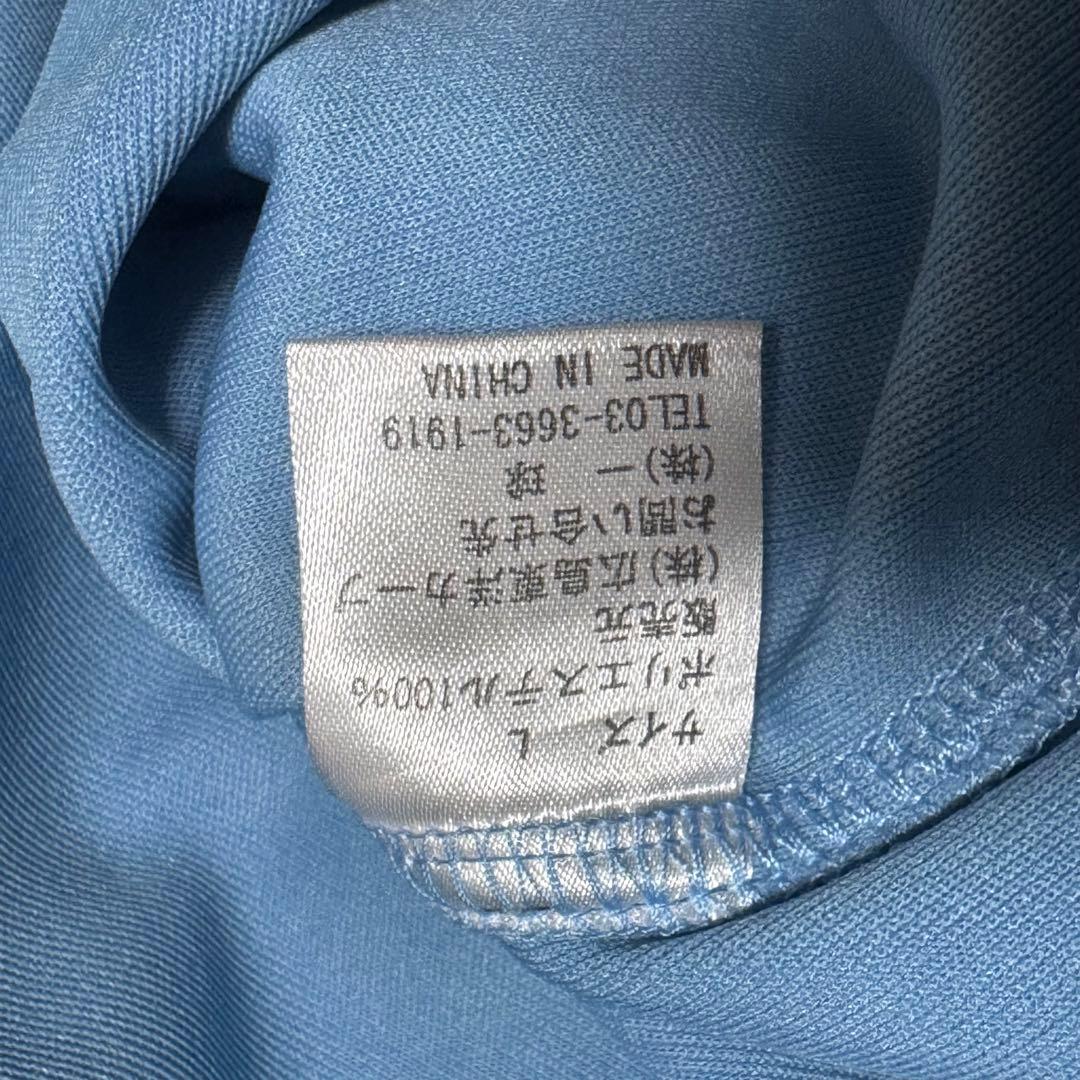 サイズ L
ポリエステル100%
販売元
(株)広島東洋カープ
お問い合せ先
(株)一 球
TEL03-3663-1919
MADE IN CHINA